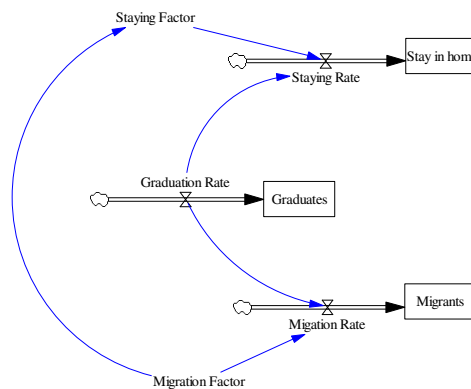 Staying Factor
Stay in hom
Staying Rate
Graduation Rate
Graduates
Migrants
Migation Rate
Migration Factor